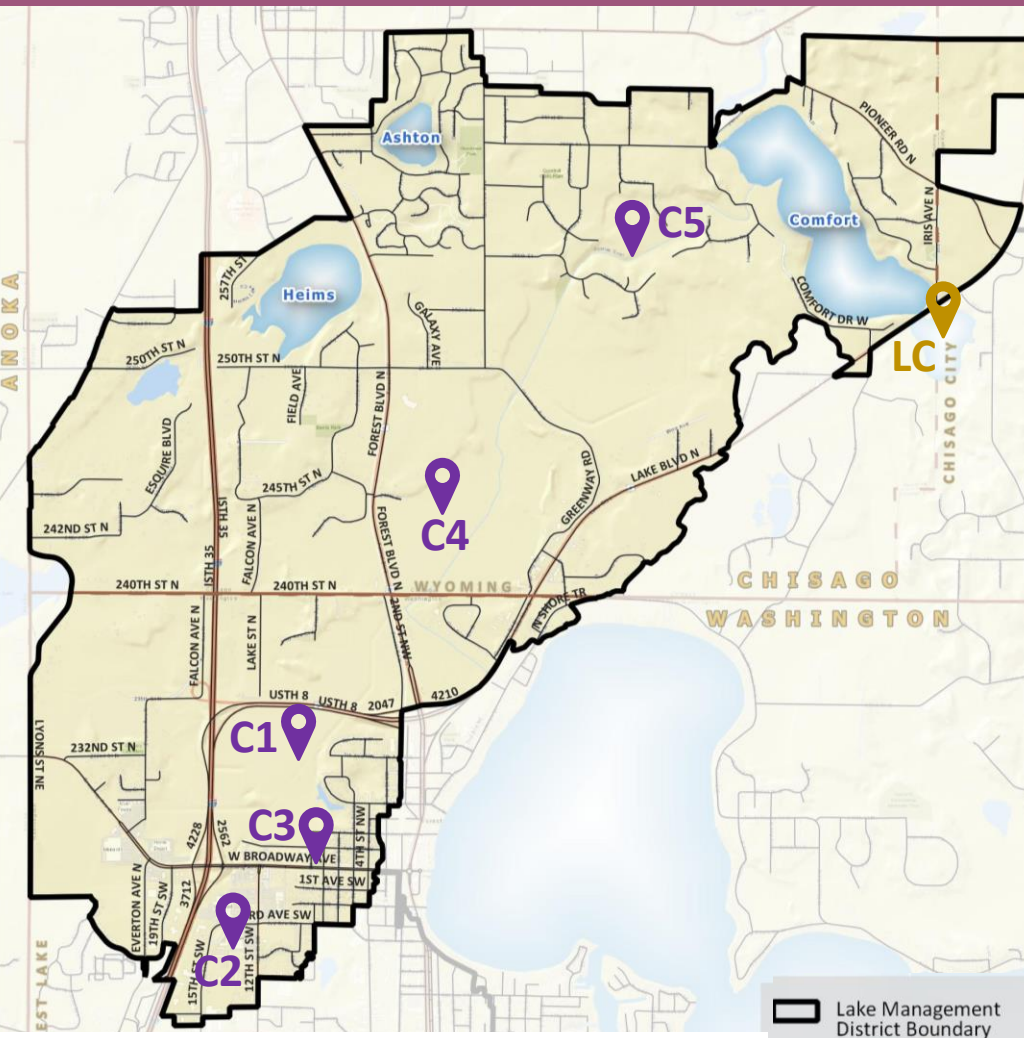 Ashton
PIONEER RD N
C5
Comfort
IRIS AVE N
257TH ST
Heims
ANOKA
COMFORT DR W
GALAXY AVE
LC
250TH ST N
250TH ST N
FIELD AVE
FOREST BLVD N
CHISAGO CITY
ESQUIRE BLVD
LAKE BLVD N
GREENWAY RD
245TH ST N
C4
ISTH 35
FALCON AVE N
242ND ST N
FOREST BLVD N
ISTH 35
240TH ST N
240TH ST N
WYOMING
CHISAGO
WASHINGTON
N SHORE TR
2ND ST NW
FALCON AVE N
LAKE ST N
USTH 8
USTH 8
2047
4210
LYONS ST NE
C1
232ND ST N
C3
4228
2562
4TH ST NW
W BROADWAY AVE
1ST AVE SW
EVERTON AVE N
19TH ST SW
3712
RD AVE SW
C2
15TH ST SW
12TH ST SW
EST LAKE
Lake Management
District Boundary